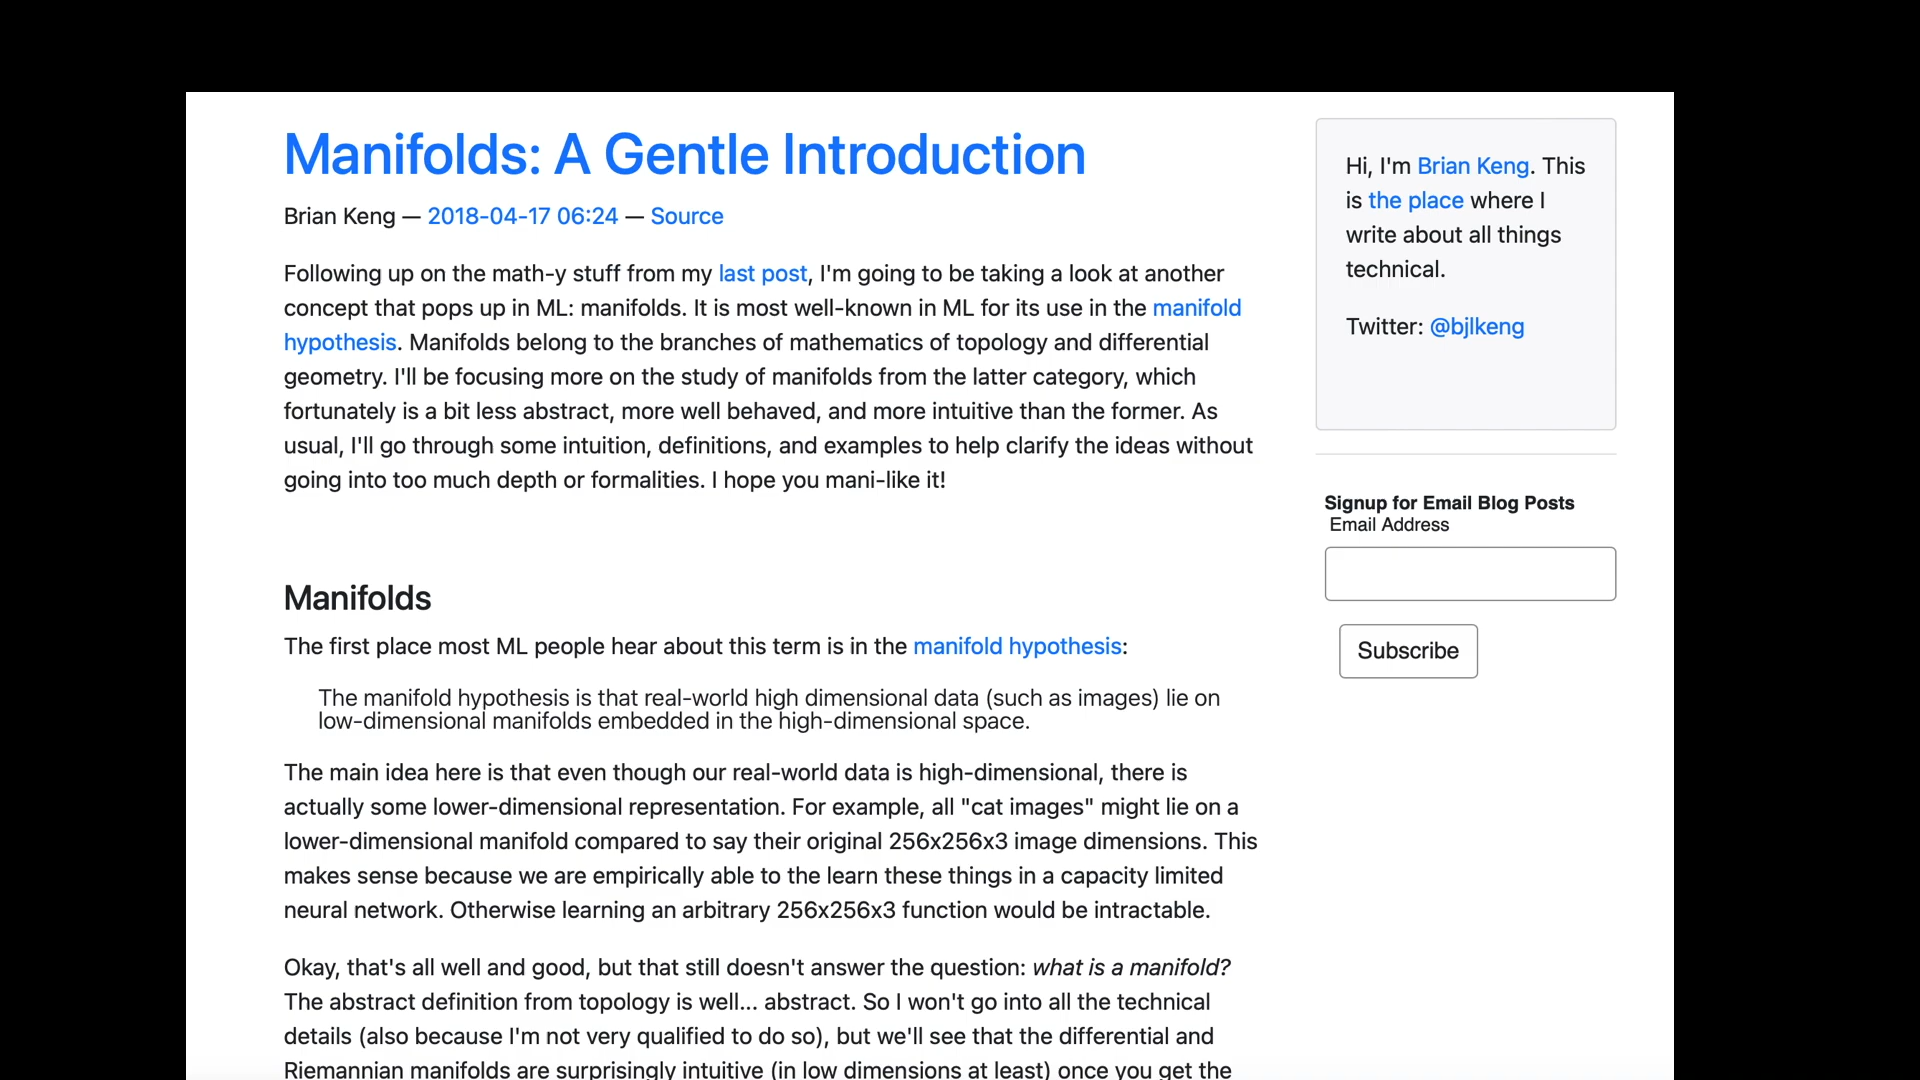 Manifolds: A Gentle Introduction
Brian Keng — 2018-04-17 06:24 — Source
Following up on the math-y stuff from my last post, I'm going to be taking a look at another
concept that pops up in ML: manifolds. It is most well-known in ML for its use in the manifold
hypothesis. Manifolds belong to the branches of mathematics of topology and differential
geometry. I'll be focusing more on the study of manifolds from the latter category, which
fortunately is a bit less abstract, more well behaved, and more intuitive than the former. As
usual, I'll go through some intuition, definitions, and examples to help clarify the ideas without
going into too much depth or formalities. I hope you mani-like it!
Manifolds
The first place most ML people hear about this term is in the manifold hypothesis:
The manifold hypothesis is that real-world high dimensional data (such as images) lie on
low-dimensional manifolds embedded in the high-dimensional space.
The main idea here is that even though our real-world data is high-dimensional, there is
actually some lower-dimensional representation. For example, all "cat images" might lie on a
lower-dimensional manifold compared to say their original 256x256x3 image dimensions. This
makes sense because we are empirically able to the learn these things in a capacity limited
neural network. Otherwise learning an arbitrary 256x256x3 function would be intractable.
Okay, that's all well and good, but that still doesn't answer the question: what is a manifold?
The abstract definition from topology is well... abstract. So I won't go into all the technical
details (also because I'm not very qualified to do so), but we'll see that the differential and
Riemannian manifolds are surprisingly intuitive (in low dimensions at least) once you get the
Hi, I'm Brian Keng. This
is the place where I
write about all things
technical.
Twitter: @bjlkeng
Signup for Email Blog Posts
Email Address
Subscribe